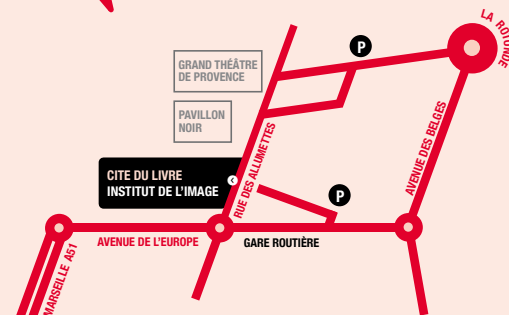 LA ROTONDE
P
GRAND THÉÂTRE
DE PROVENCE
PAVILLON
NOIR
RUE DES ALLUMETTES
AVENUE DES BELGES
CITE DU LIVRE
INSTITUT DE L'IMAGE
P
AVENUE DE L'EUROPE
GARE ROUTIÈRE
MARSEILLE A51